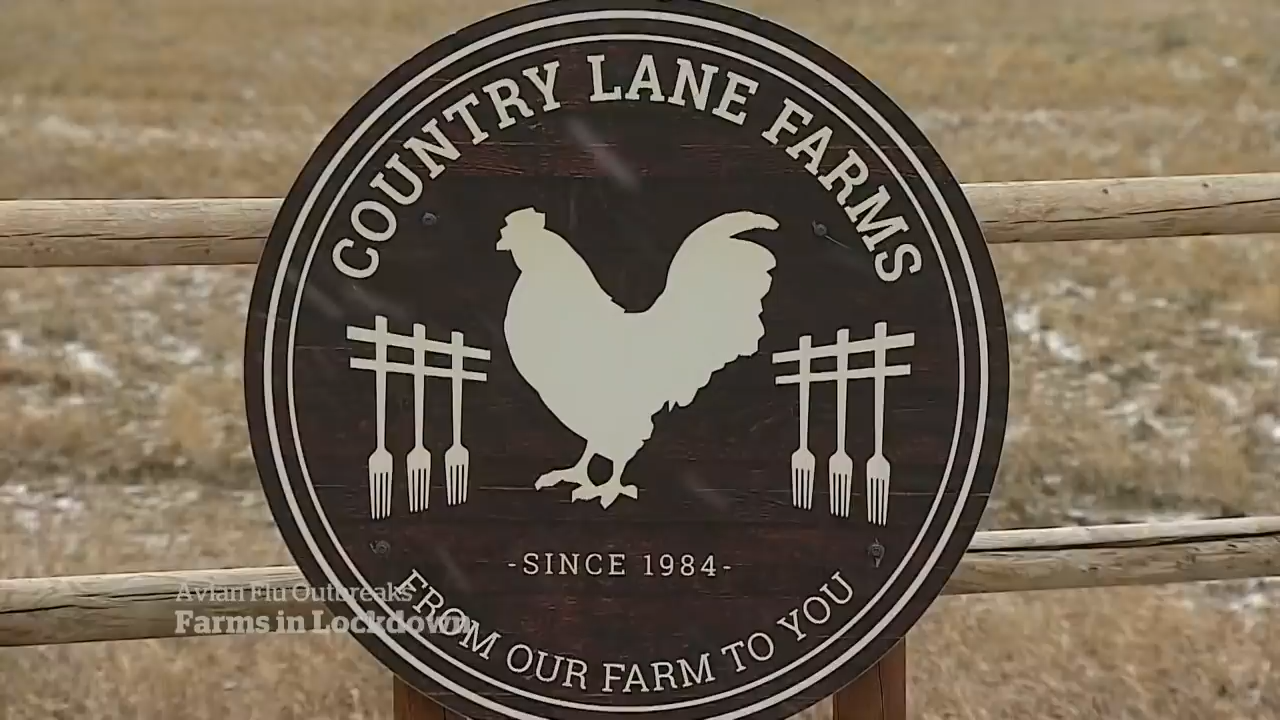 COUNTRY LANE FARMS
-SINCE 1984-
FROM OUR FARM TO YOU
Avian Flu Outbreaks
Farms in Lockdown